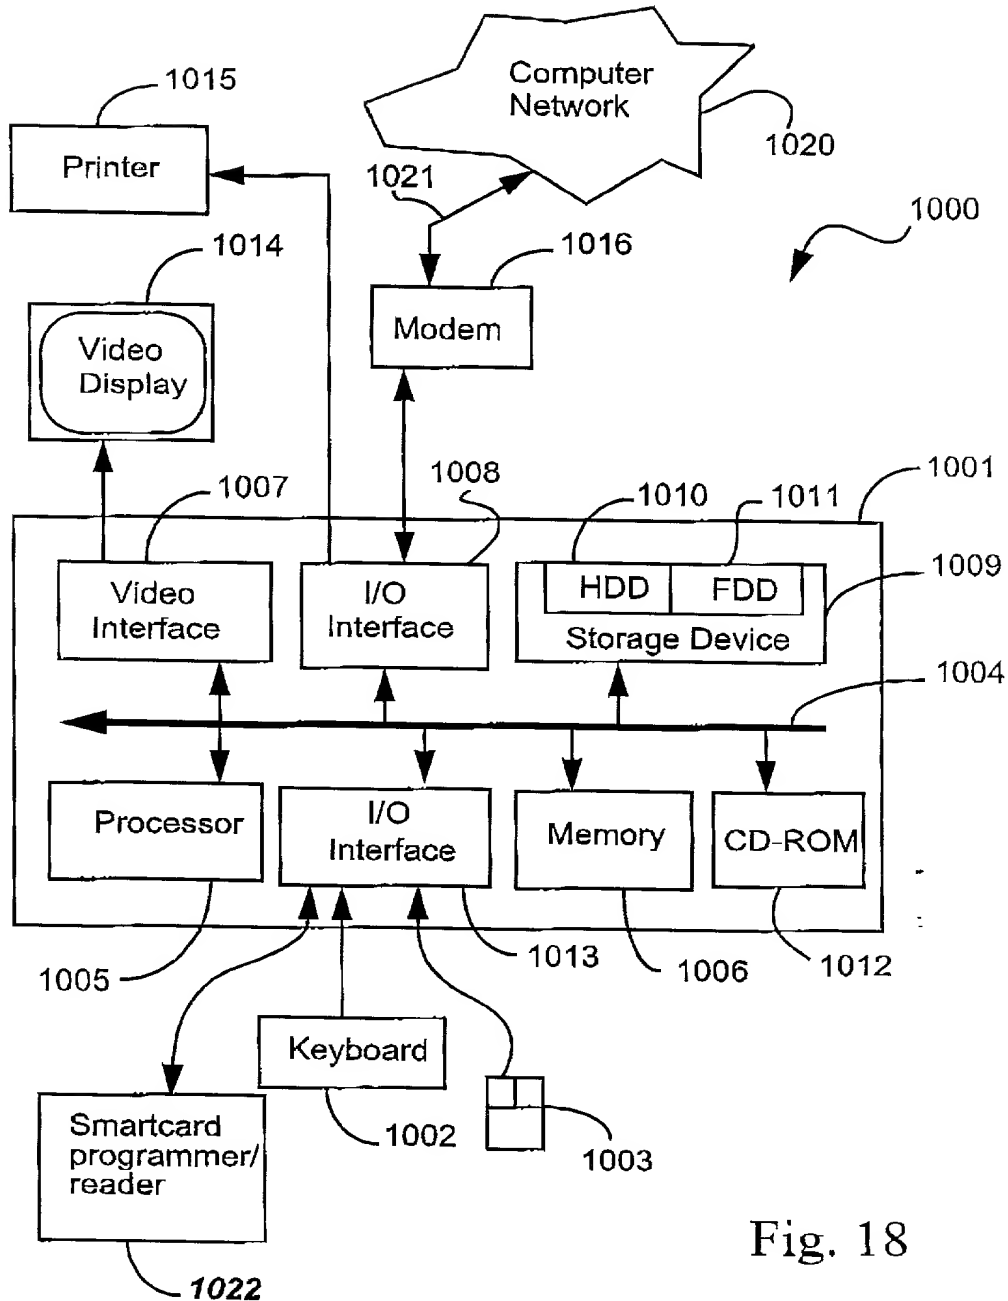 1015
Computer
Network
Printer
1020
1021
1000
1014
1016
Video
Display
Modem
1008
1001
1007
1010
1011
1009
Video
Interface
I/O
Interface
HDD
FDD
Storage Device
1004
Processor
I/O
Interface
Memory
CD-ROM
1005
1013
1006
1012
Keyboard
Smartcard
programmer/
reader
1002
1003
1022
Fig. 18